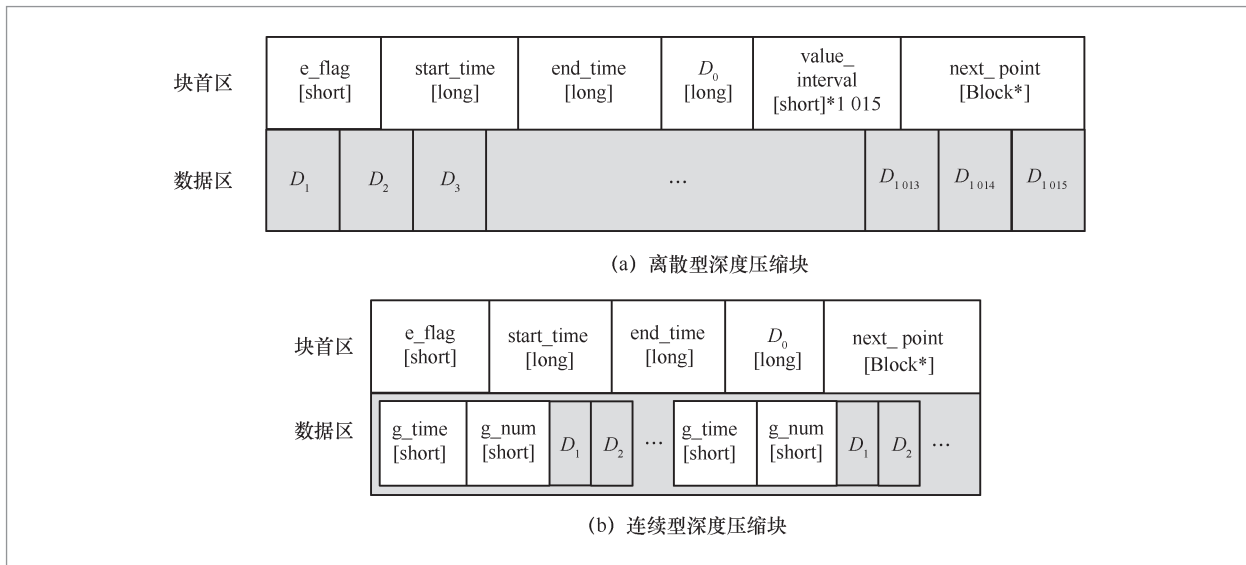 块首区
e_flag
[short]
start_time
[long]
end_time
[long]
D0
[long]
value_
interval
[short]*1 015
next_ point
[Block*]
数据区
D1
D2
D3
…
D1 013
D1 014
D1 015
(a) 离散型深度压缩块
块首区
e_flag
[short]
start_time
[long]
end_time
[long]
D0
[long]
next_ point
[Block*]
数据区
g_time
[short]
g_num
[short]
D1
D2
…
g_time
[short]
g_num
[short]
D1
D2
…
(b) 连续型深度压缩块